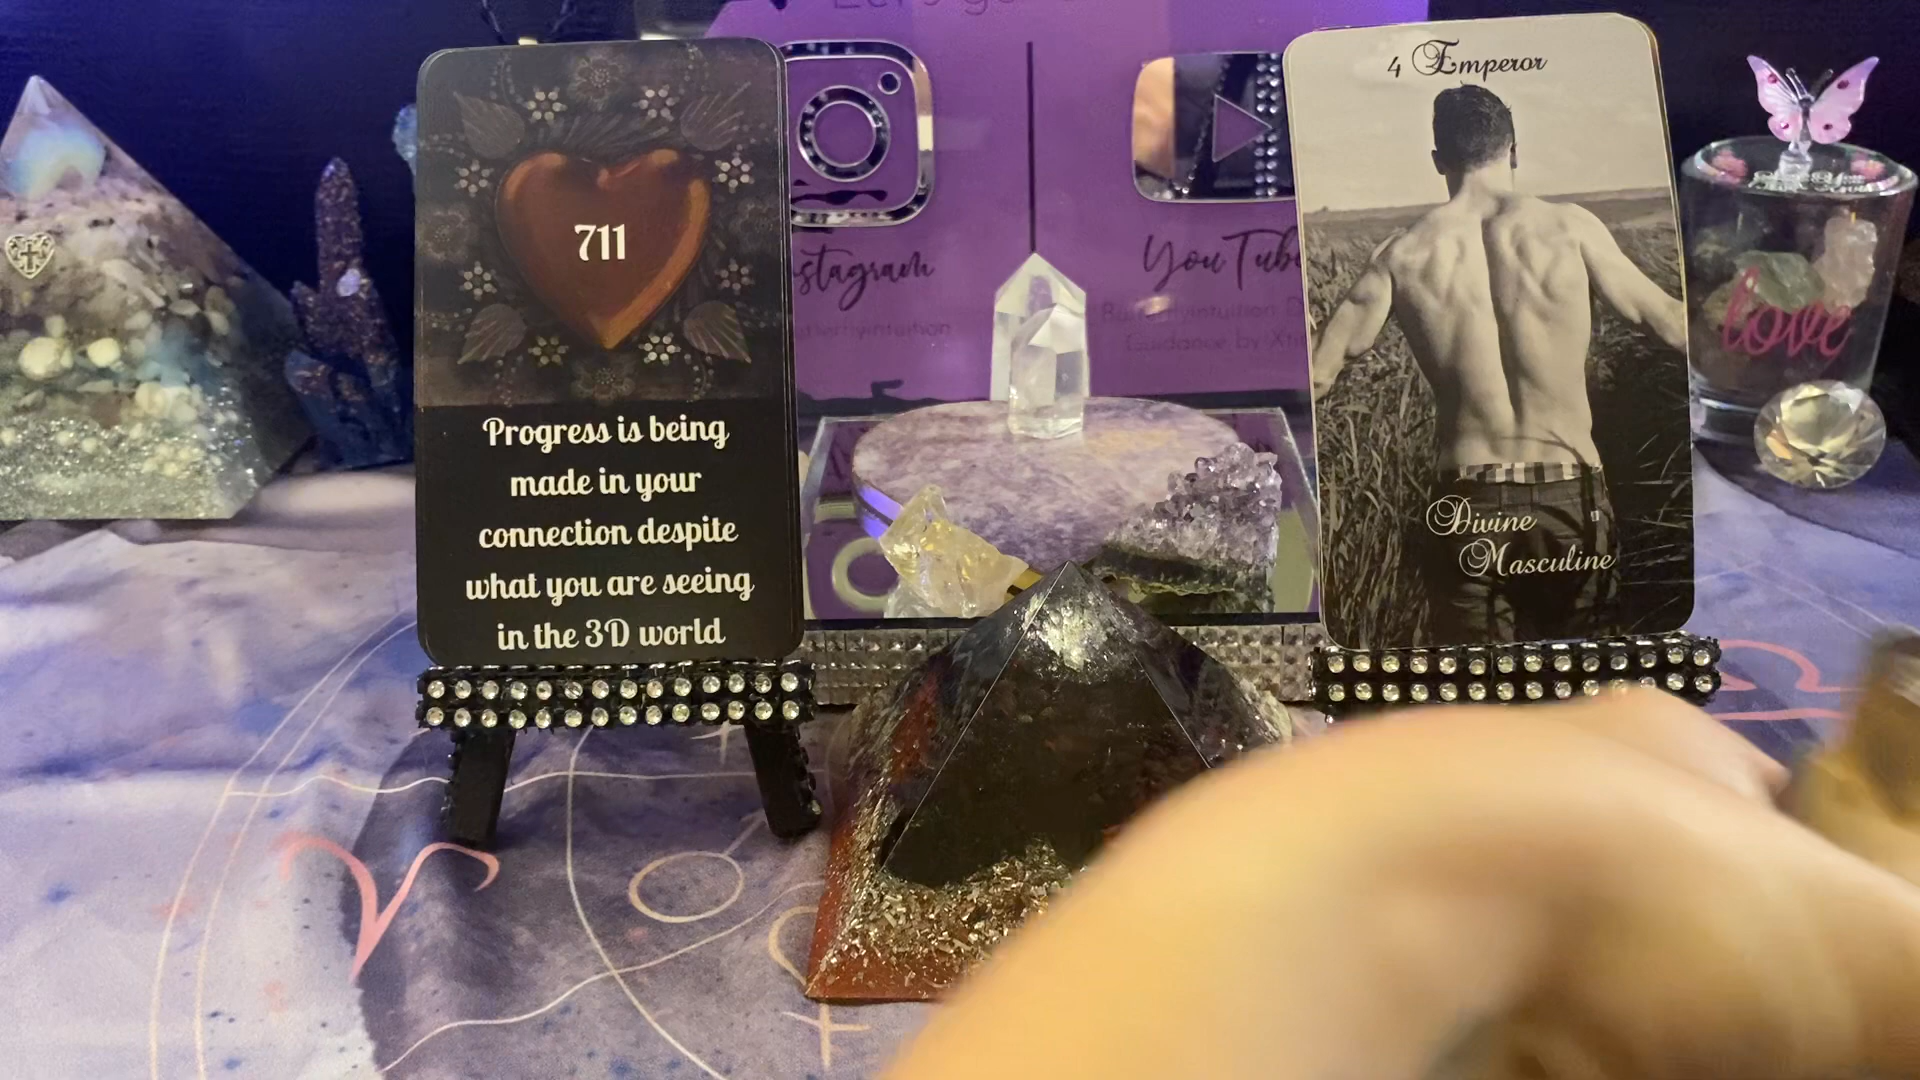 711
Progress is being
made in your
connection despite
what you are seeing
in the 3D world
4 Emperor
Divine
Masculine
YouTube
love